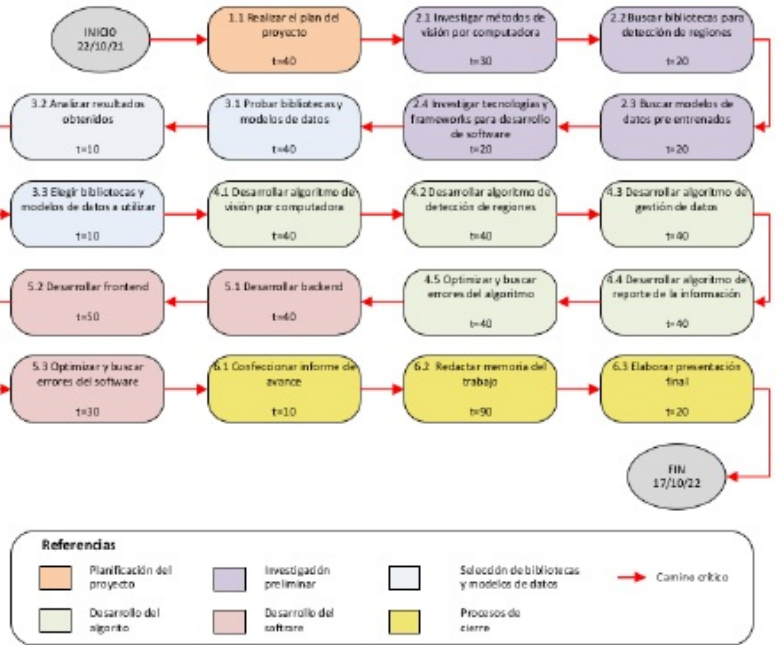 INICIO
22/10/21
1.1 Realizar el plan del
proyecto
t=40
2.1 Investigar métodos de
visión por computadora
t=30
2.2 Buscar bibliotecas para
detección de regiones
t=20
3.2 Analizar resultados
obtenidos
t=10
3.1 Probar bibliotecas y
modelos de datos
t=40
2.4 Investigar tecnologías y
frameworks para desarrollo
de software
t=20
2.3 Buscar modelos de
datos pre entrenados
t=20
3.3 Elegir bibliotecas y
modelos de datos a utilizar
t=10
4.1 Desarrollar algoritmo de
visión por computadora
t=40
4.2 Desarrollar algoritmo de
detección de regiones
t=40
4.3 Desarrollar algoritmo de
gestión de datos
t=40
5.2 Desarrollar frontend
t=50
5.1 Desarrollar backend
t=40
4.5 Optimizar y buscar
errores del algoritmo
t=40
4.4 Desarrollar algoritmo de
reporte de la información
t=40
5.3 Optimizar y buscar
errores del software
t=30
6.1 Confeccionar informe de
avance
t=10
6.2 Redactar memoria del
trabajo
t=90
6.3 Elaborar presentación
final
t=20
FIN
17/10/22
Referencias
Planificación del
proyecto
Investigación
preliminar
Selección de bibliotecas
y modelos de datos
Camino crítico
Desarrollo del
algorito
Desarrollo del
softrare
Procesos de
cierre